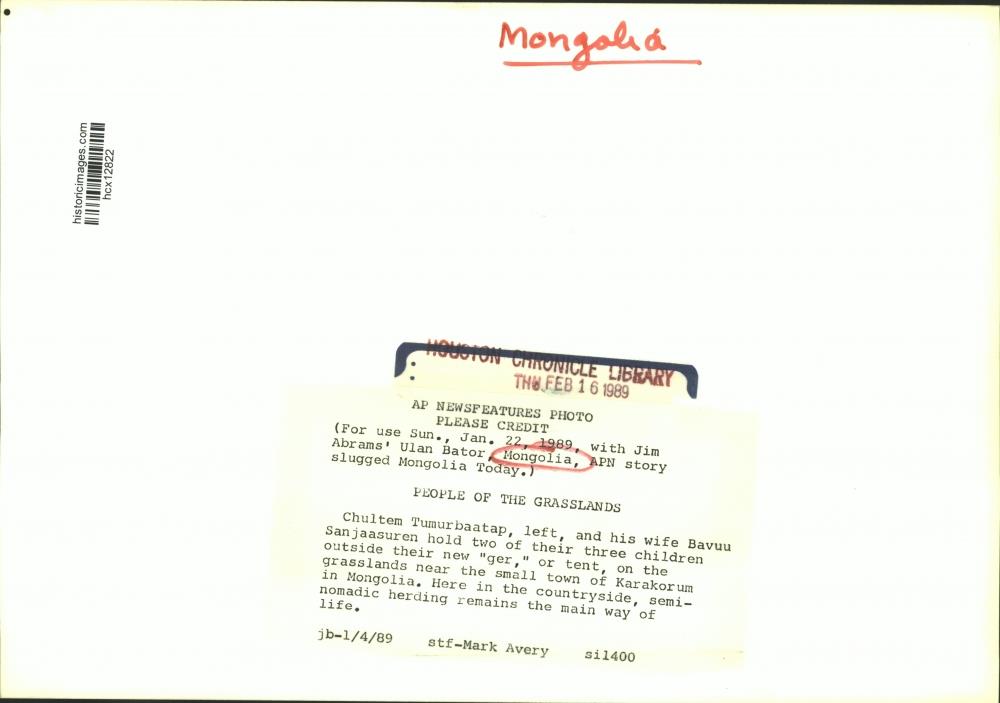 Mongolia
historicimages.com
hcx12822
HOUSTON CHRONICLE LIBRARY
THU FEB 16 1989
AP NEWSFEATURES PHOTO
PLEASE CREDIT
(For use Sun., Jan. 22, 1989, with Jim
Abrams' Ulan Bator, Mongolia, APN story
slugged Mongolia Today.)
PEOPLE OF THE GRASSLANDS
Chultem Tumurbaatap, left, and his wife Bavuu
Sanjaasuren hold two of their three children
outside their new "ger," or tent, on the
grasslands near the small town of Karakorum
in Mongolia. Here in the countryside, semi-
nomadic herding remains the main way of
life.
jb-1/4/89 stf-Mark Avery si1400